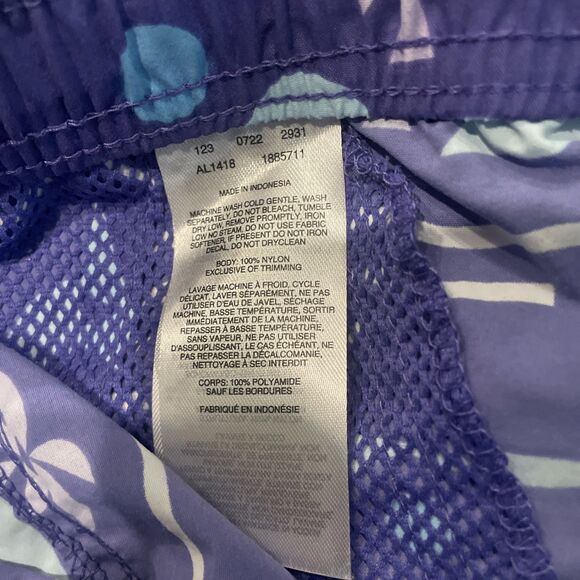 123 0722 2931
AL1418 1885711
MADE IN INDONESIA
MACHINE WASH COLD GENTLE, WASH
SEPARATELY, DO NOT BLEACH, TUMBLE
DRY LOW, REMOVE PROMPTLY, IRON
LOW NO STEAM, DO NOT USE FABRIC
SOFTENER, IF PRESENT DO NOT IRON
DECAL, DO NOT DRYCLEAN
BODY: 100% NYLON
EXCLUSIVE OF TRIMMING
LAVAGE MACHINE À FROID, CYCLE
DÉLICAT, LAVER SÉPARÉMENT, NE PAS
UTILISER D'EAU DE JAVEL, SÉCHAGE
MACHINE, BASSE TEMPÉRATURE, SORTIR
IMMÉDIATEMENT DE LA MACHINE,
REPASSER À BASSE TEMPÉRATURE,
SANS VAPEUR, NE PAS UTILISER
D'ASSOUPLISSANT, LE CAS ÉCHÉANT, NE
PAS REPASSER LA DÉCALCOMANIE,
NETTOYAGE À SEC INTERDIT
CORPS: 100% POLYAMIDE
SAUF LES BORDURES
FABRIQUÉ EN INDONÉSIE